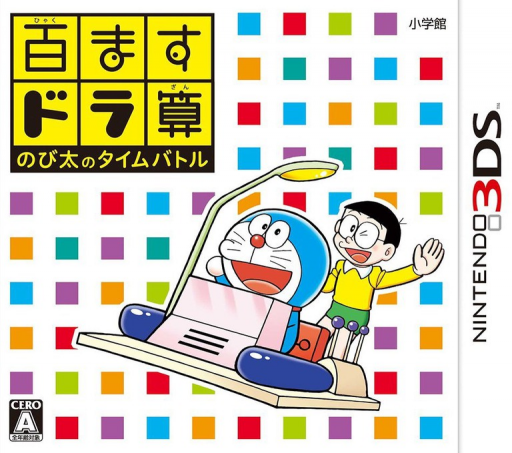 小学館
ひゃく
百ます
ざん
ドラ算
のび太のタイムバトル
NINTENDO 3DS™
CERO
A
全年齢対象